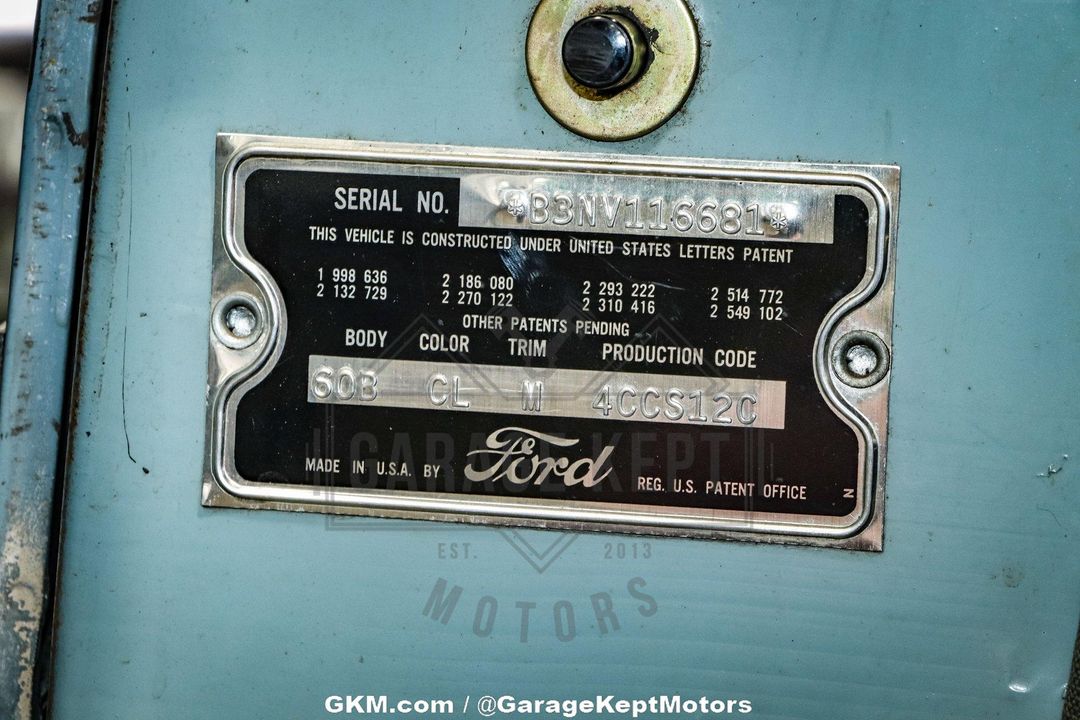 SERIAL NO. *B3NV116681*
THIS VEHICLE IS CONSTRUCTED UNDER UNITED STATES LETTERS PATENT
1 998 636 2 186 080 2 293 222 2 514 772
2 132 729 2 270 122 2 310 416 2 549 102
OTHER PATENTS PENDING
BODY COLOR TRIM PRODUCTION CODE
60B CL M 4CCS12C
GARAGE KEPT
MADE IN U.S.A. BY Ford REG. U.S. PATENT OFFICE N
EST. 2013
MOTORS
GKM.com / @GarageKeptMotors